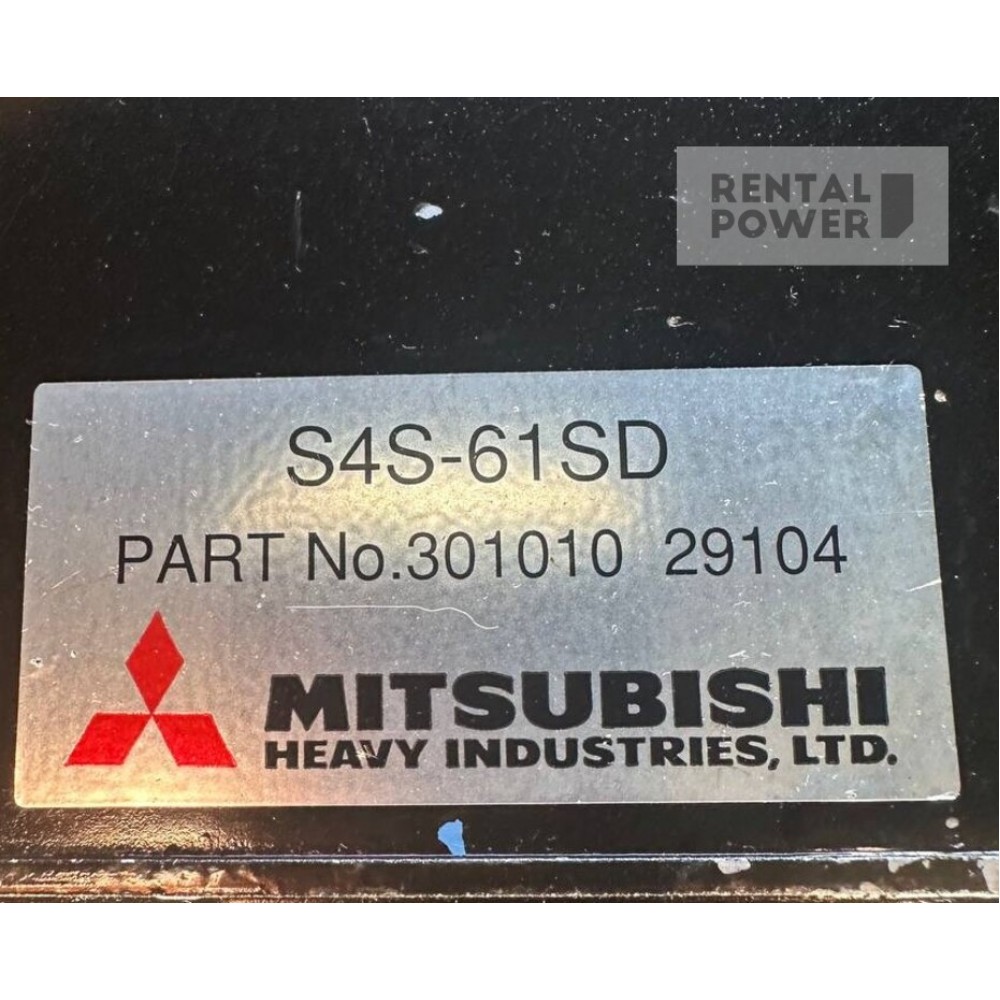 RENTAL
POWER
S4S-61SD
PART No.301010 29104
MITSUBISHI
HEAVY INDUSTRIES, LTD.